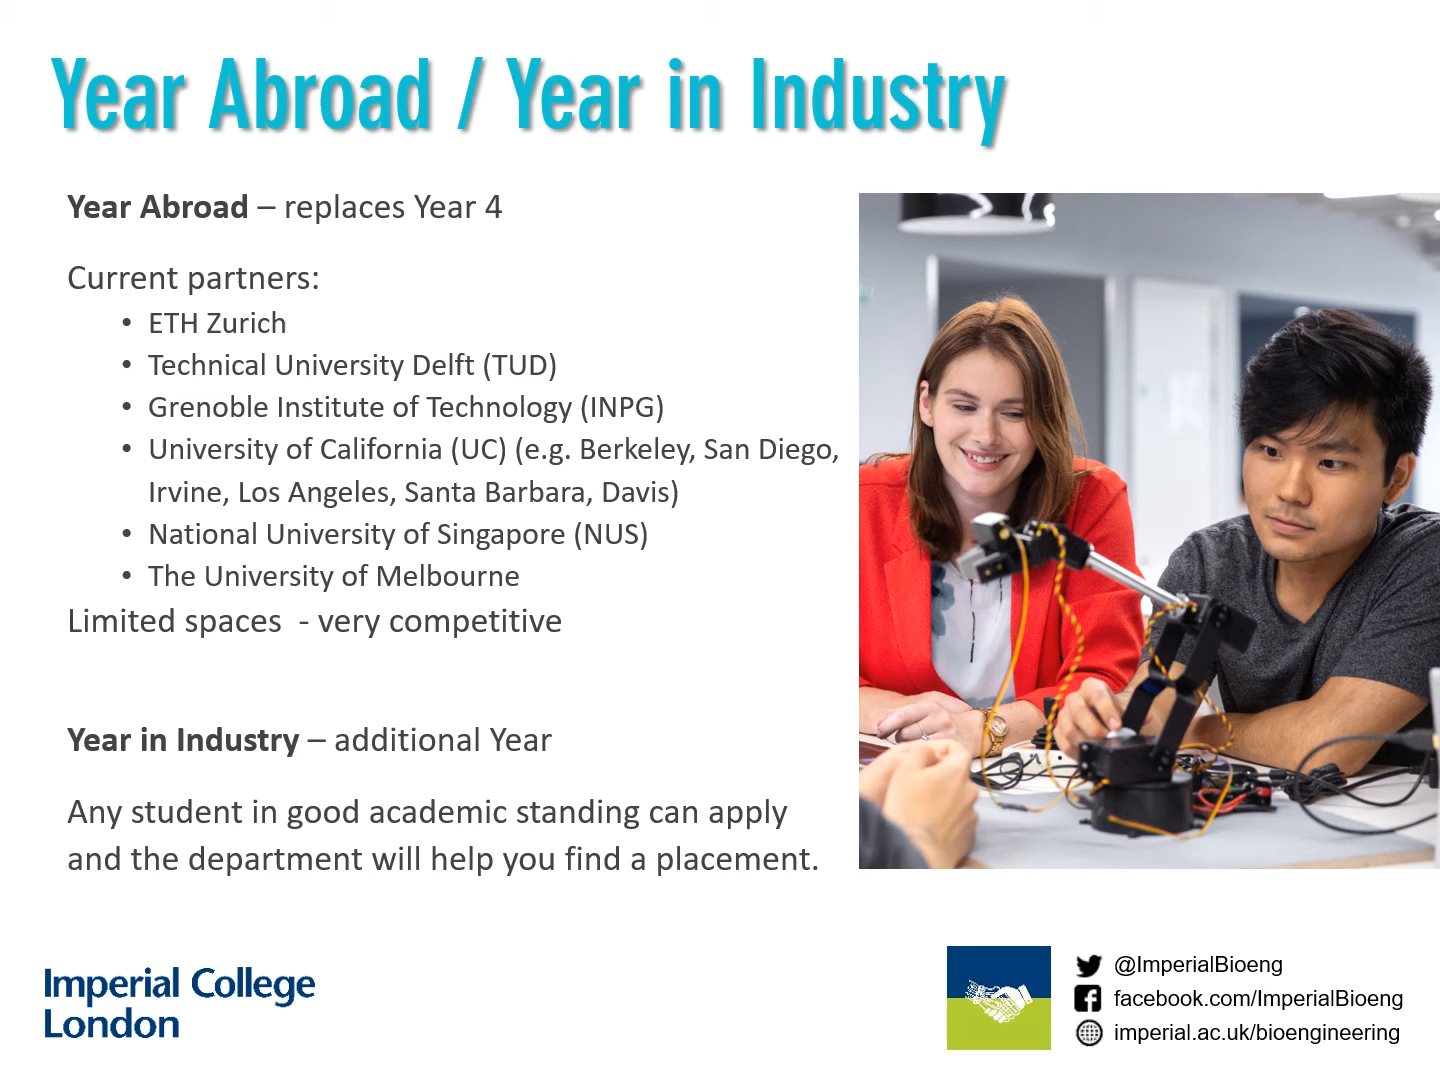 Year Abroad / Year in Industry
Year Abroad – replaces Year 4
Current partners:
• ETH Zurich
• Technical University Delft (TUD)
• Grenoble Institute of Technology (INPG)
• University of California (UC) (e.g. Berkeley, San Diego,
Irvine, Los Angeles, Santa Barbara, Davis)
• National University of Singapore (NUS)
• The University of Melbourne
Limited spaces  - very competitive
Year in Industry – additional Year
Any student in good academic standing can apply
and the department will help you find a placement.
Imperial College
London
@ImperialBioeng
facebook.com/ImperialBioeng
imperial.ac.uk/bioengineering